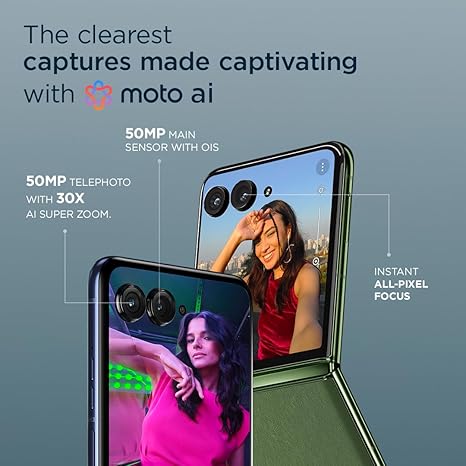 The clearest
captures made captivating
with moto ai
50MP MAIN
SENSOR WITH OIS
50MP TELEPHOTO
WITH 30X
AI SUPER ZOOM.
INSTANT
ALL-PIXEL
FOCUS